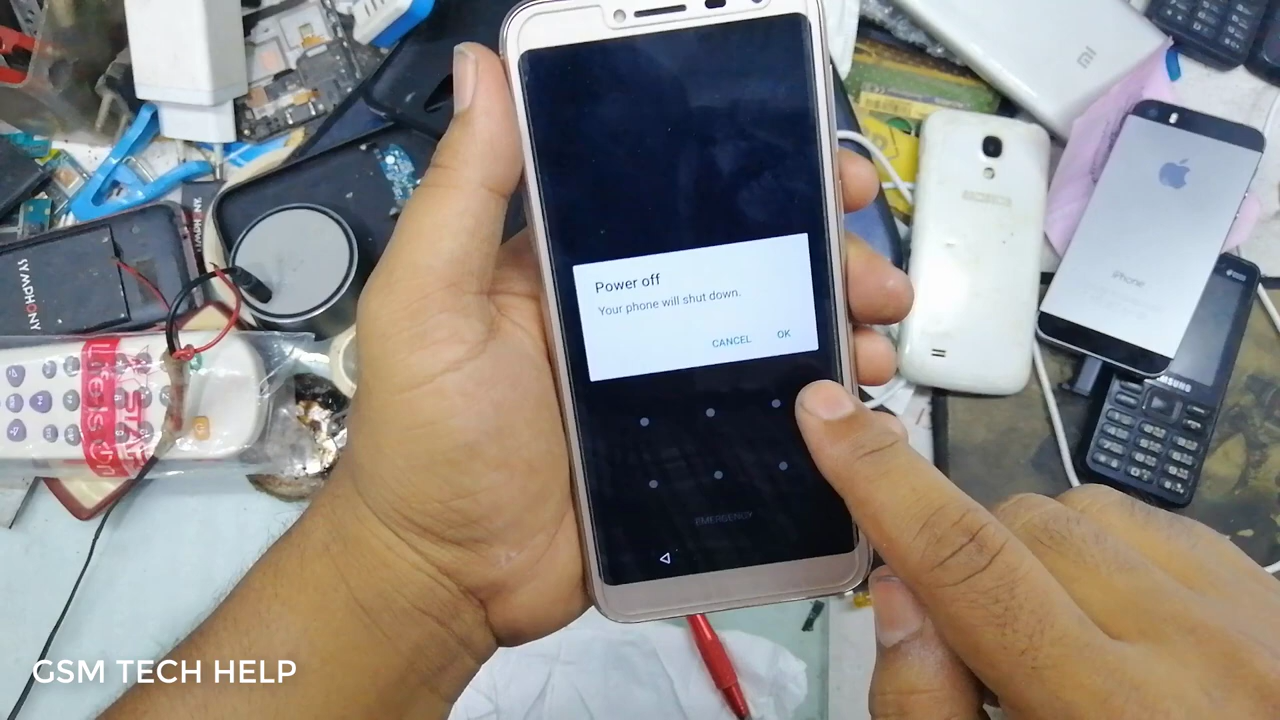 Power off
Your phone will shut down.
CANCEL OK
EMERGENCY
SYMPHONY
mi
iPhone
SAMSUNG
GSM TECH HELP